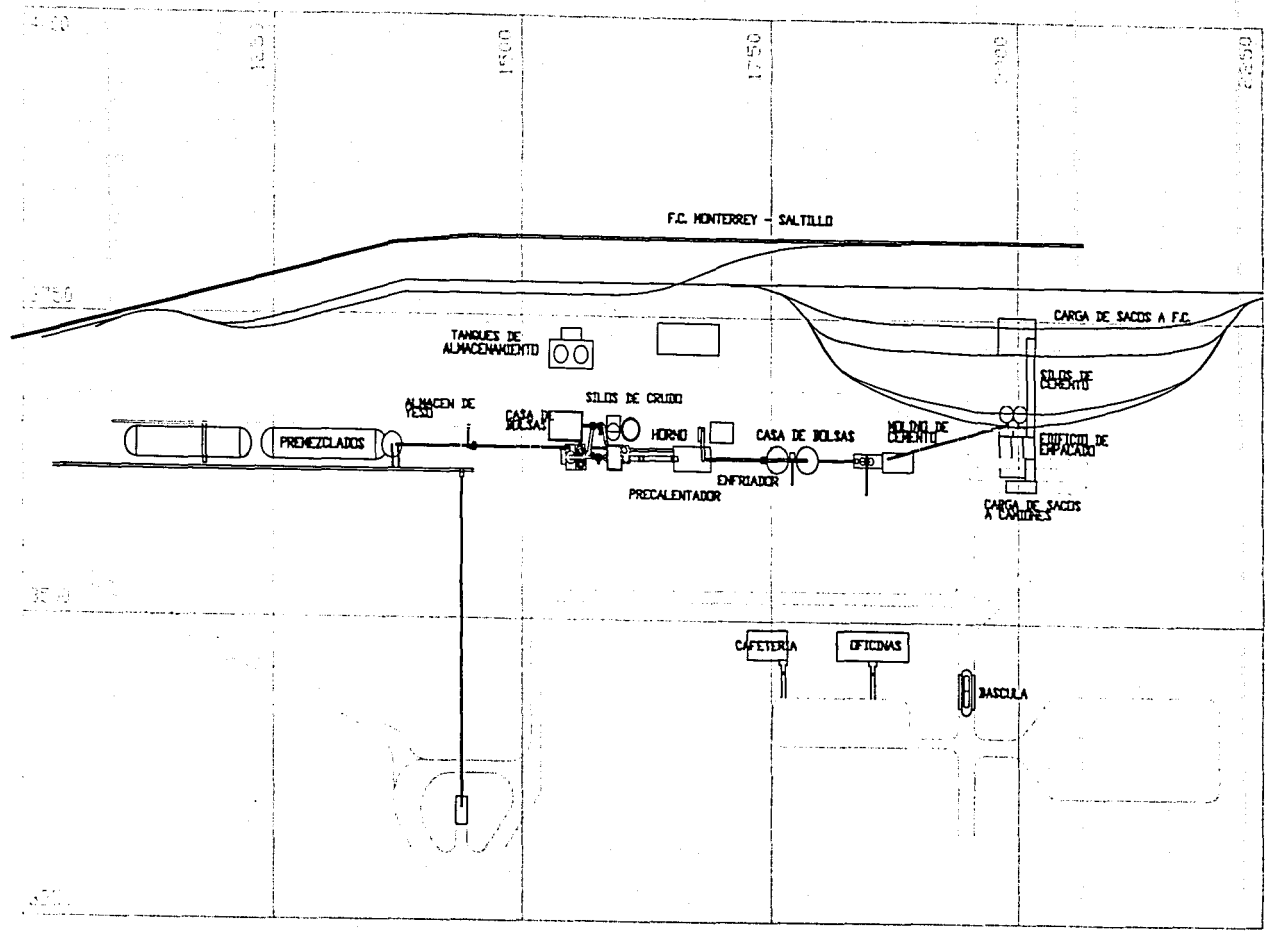 1500
1750
2250
F.C. MONTERREY - SALTILLO
3750
CARGA DE SACOS A F.C.
TANQUES DE
ALMACENAMIENTO
SILOS DE
CEMENTO
ALMACEN DE
YESO
CASA DE
BOLSAS
SILOS DE CRUDO
HORNO
CASA DE BOLSAS
MOLINO DE
CEMENTO
EDIFICIO DE
EMPACADO
PREMEZCLADOS
ENFRIADOR
PRECALENTADOR
CARGA DE SACOS
A CAMIONES
CAFETERIA
OFICINAS
BASCULA